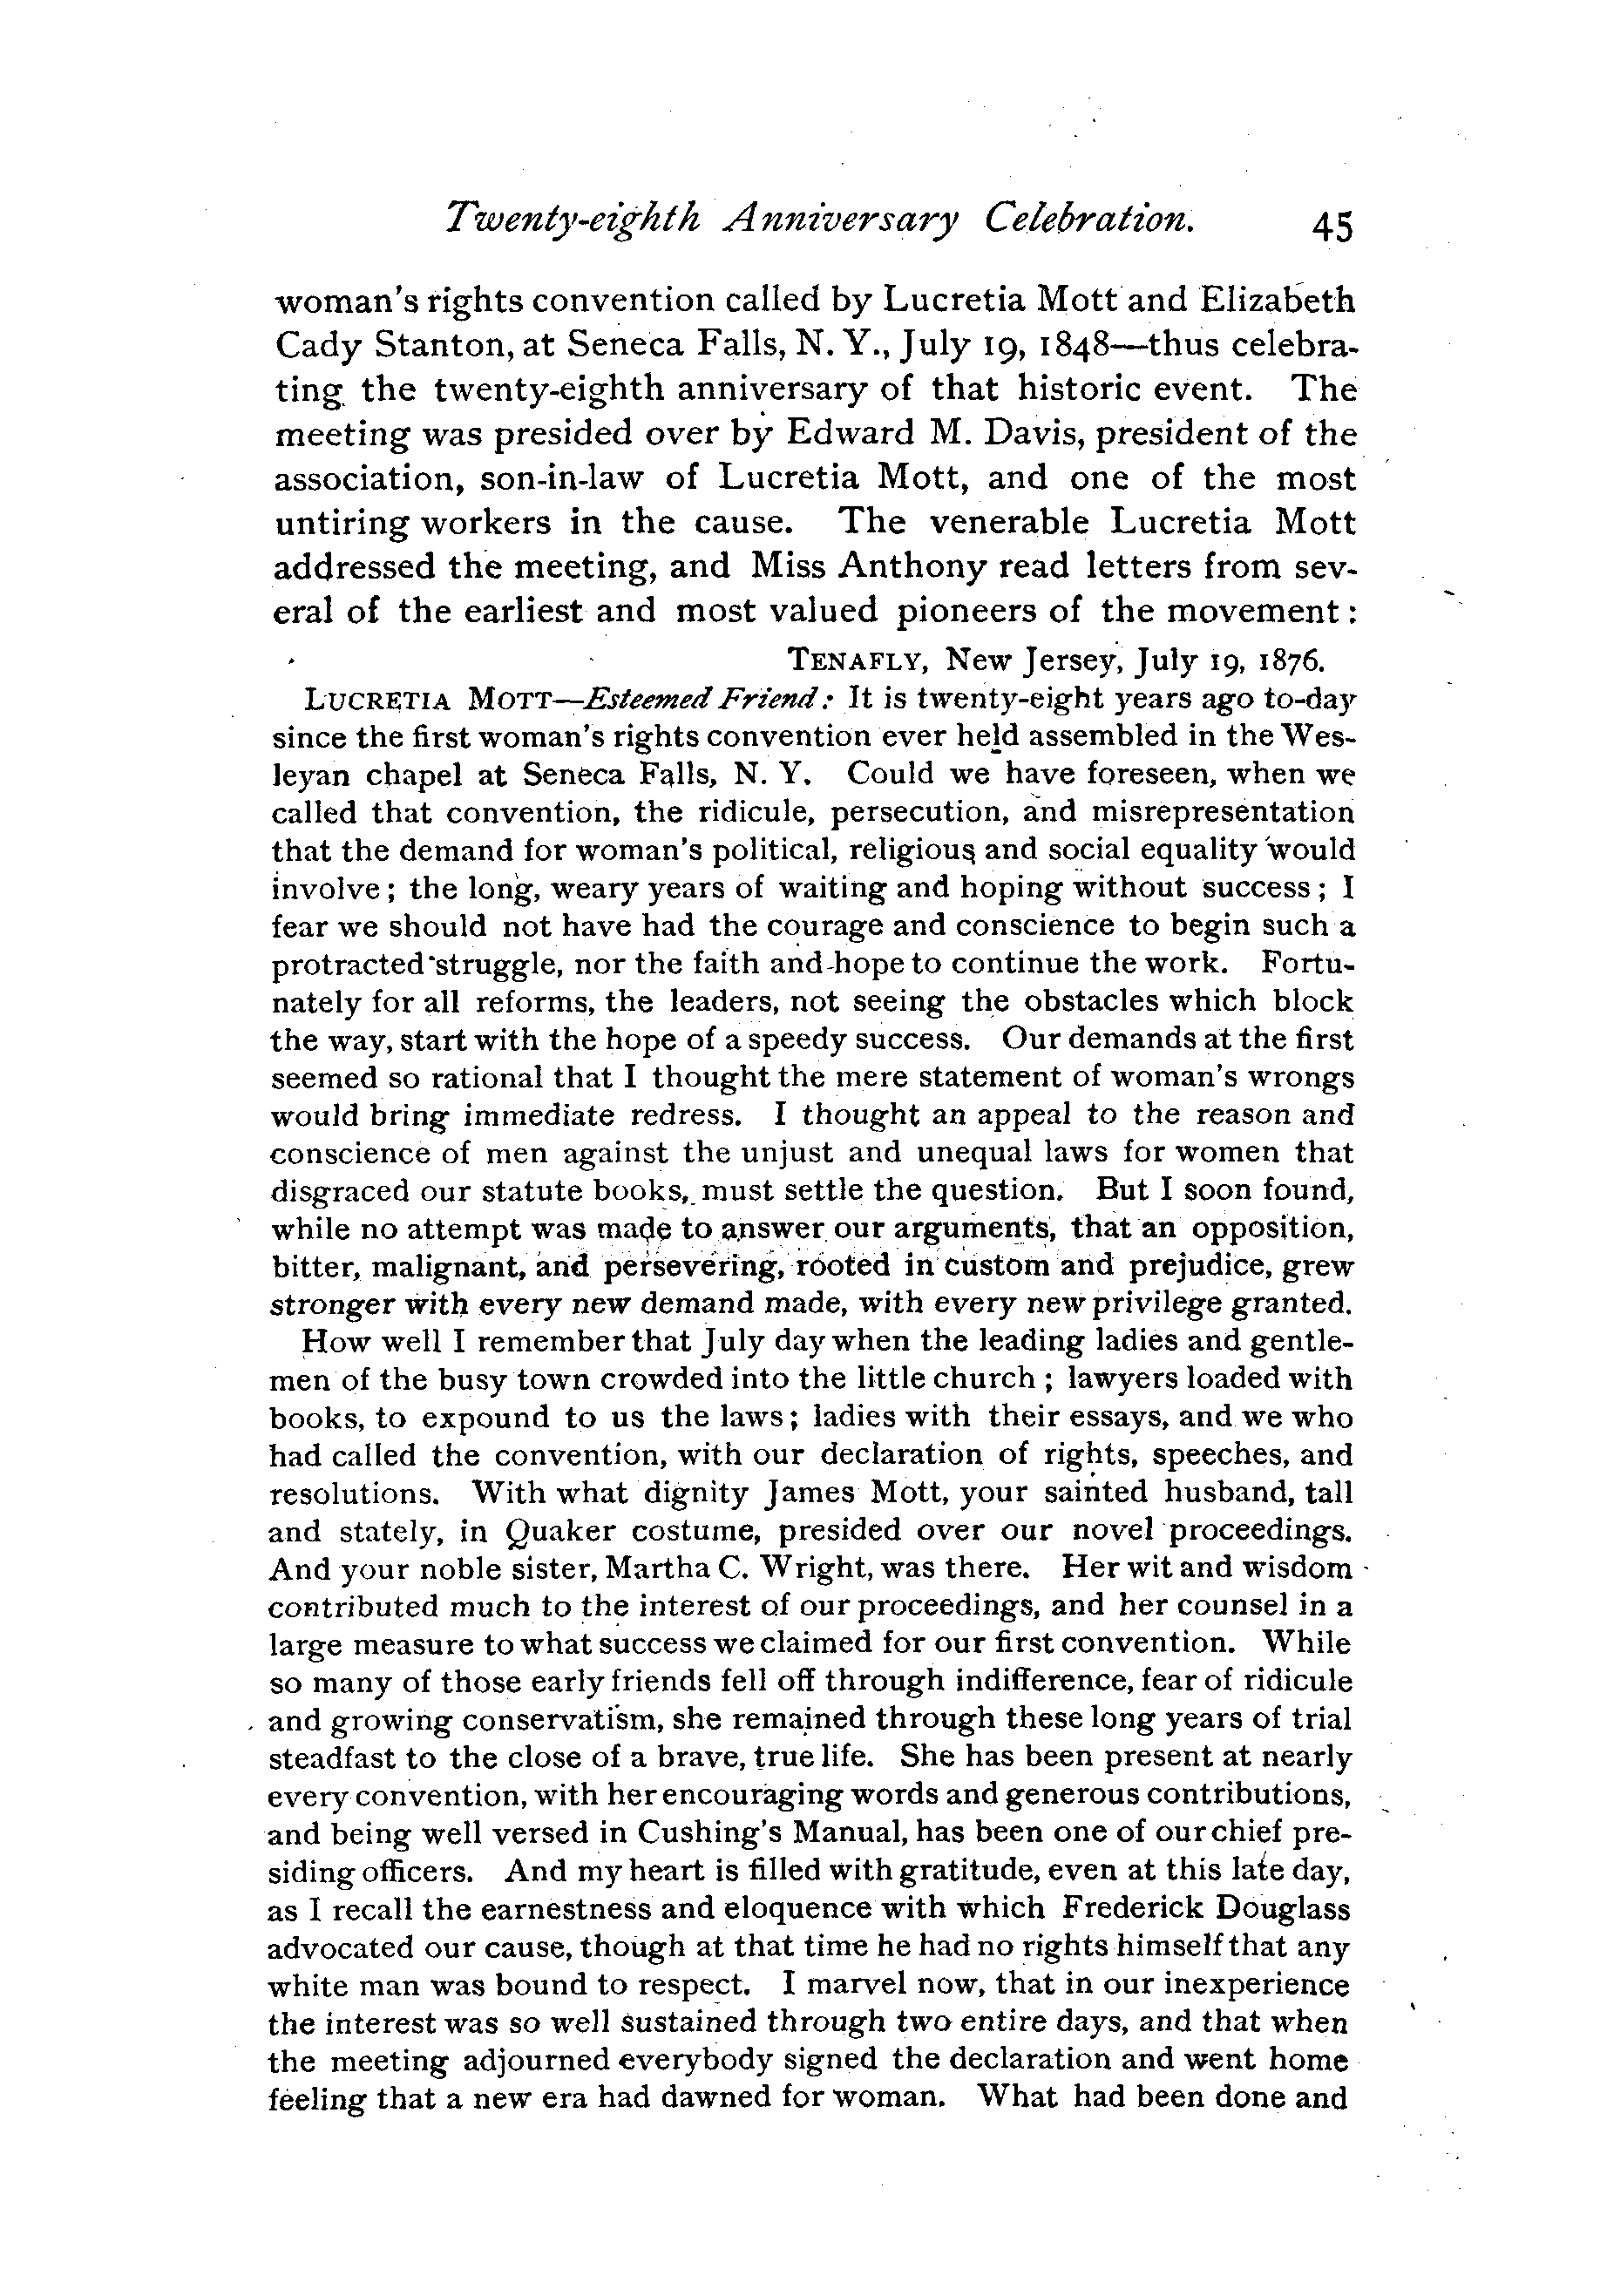 Twenty-eighth Anniversary Celebration. 45
woman's rights convention called by Lucretia Mott and Elizabeth
Cady Stanton, at Seneca Falls, N. Y., July 19, 1848—thus celebra-
ting the twenty-eighth anniversary of that historic event. The
meeting was presided over by Edward M. Davis, president of the
association, son-in-law of Lucretia Mott, and one of the most
untiring workers in the cause. The venerable Lucretia Mott
addressed the meeting, and Miss Anthony read letters from sev-
eral of the earliest and most valued pioneers of the movement:
TENAFLY, New Jersey, July 19, 1876.
LUCRETIA MOTT—Esteemed Friend: It is twenty-eight years ago to-day
since the first woman's rights convention ever held assembled in the Wes-
leyan chapel at Seneca Falls, N. Y. Could we have foreseen, when we
called that convention, the ridicule, persecution, and misrepresentation
that the demand for woman's political, religious and social equality would
involve; the long, weary years of waiting and hoping without success; I
fear we should not have had the courage and conscience to begin such a
protracted struggle, nor the faith and hope to continue the work. Fortu-
nately for all reforms, the leaders, not seeing the obstacles which block
the way, start with the hope of a speedy success. Our demands at the first
seemed so rational that I thought the mere statement of woman's wrongs
would bring immediate redress. I thought an appeal to the reason and
conscience of men against the unjust and unequal laws for women that
disgraced our statute books, must settle the question. But I soon found,
while no attempt was made to answer our arguments, that an opposition,
bitter, malignant, and persevering, rooted in custom and prejudice, grew
stronger with every new demand made, with every new privilege granted.
How well I remember that July day when the leading ladies and gentle-
men of the busy town crowded into the little church; lawyers loaded with
books, to expound to us the laws; ladies with their essays, and we who
had called the convention, with our declaration of rights, speeches, and
resolutions. With what dignity James Mott, your sainted husband, tall
and stately, in Quaker costume, presided over our novel proceedings.
And your noble sister, Martha C. Wright, was there. Her wit and wisdom
contributed much to the interest of our proceedings, and her counsel in a
large measure to what success we claimed for our first convention. While
so many of those early friends fell off through indifference, fear of ridicule
and growing conservatism, she remained through these long years of trial
steadfast to the close of a brave, true life. She has been present at nearly
every convention, with her encouraging words and generous contributions,
and being well versed in Cushing's Manual, has been one of our chief pre-
siding officers. And my heart is filled with gratitude, even at this late day,
as I recall the earnestness and eloquence with which Frederick Douglass
advocated our cause, though at that time he had no rights himself that any
white man was bound to respect. I marvel now, that in our inexperience
the interest was so well sustained through two entire days, and that when
the meeting adjourned everybody signed the declaration and went home
feeling that a new era had dawned for woman. What had been done and